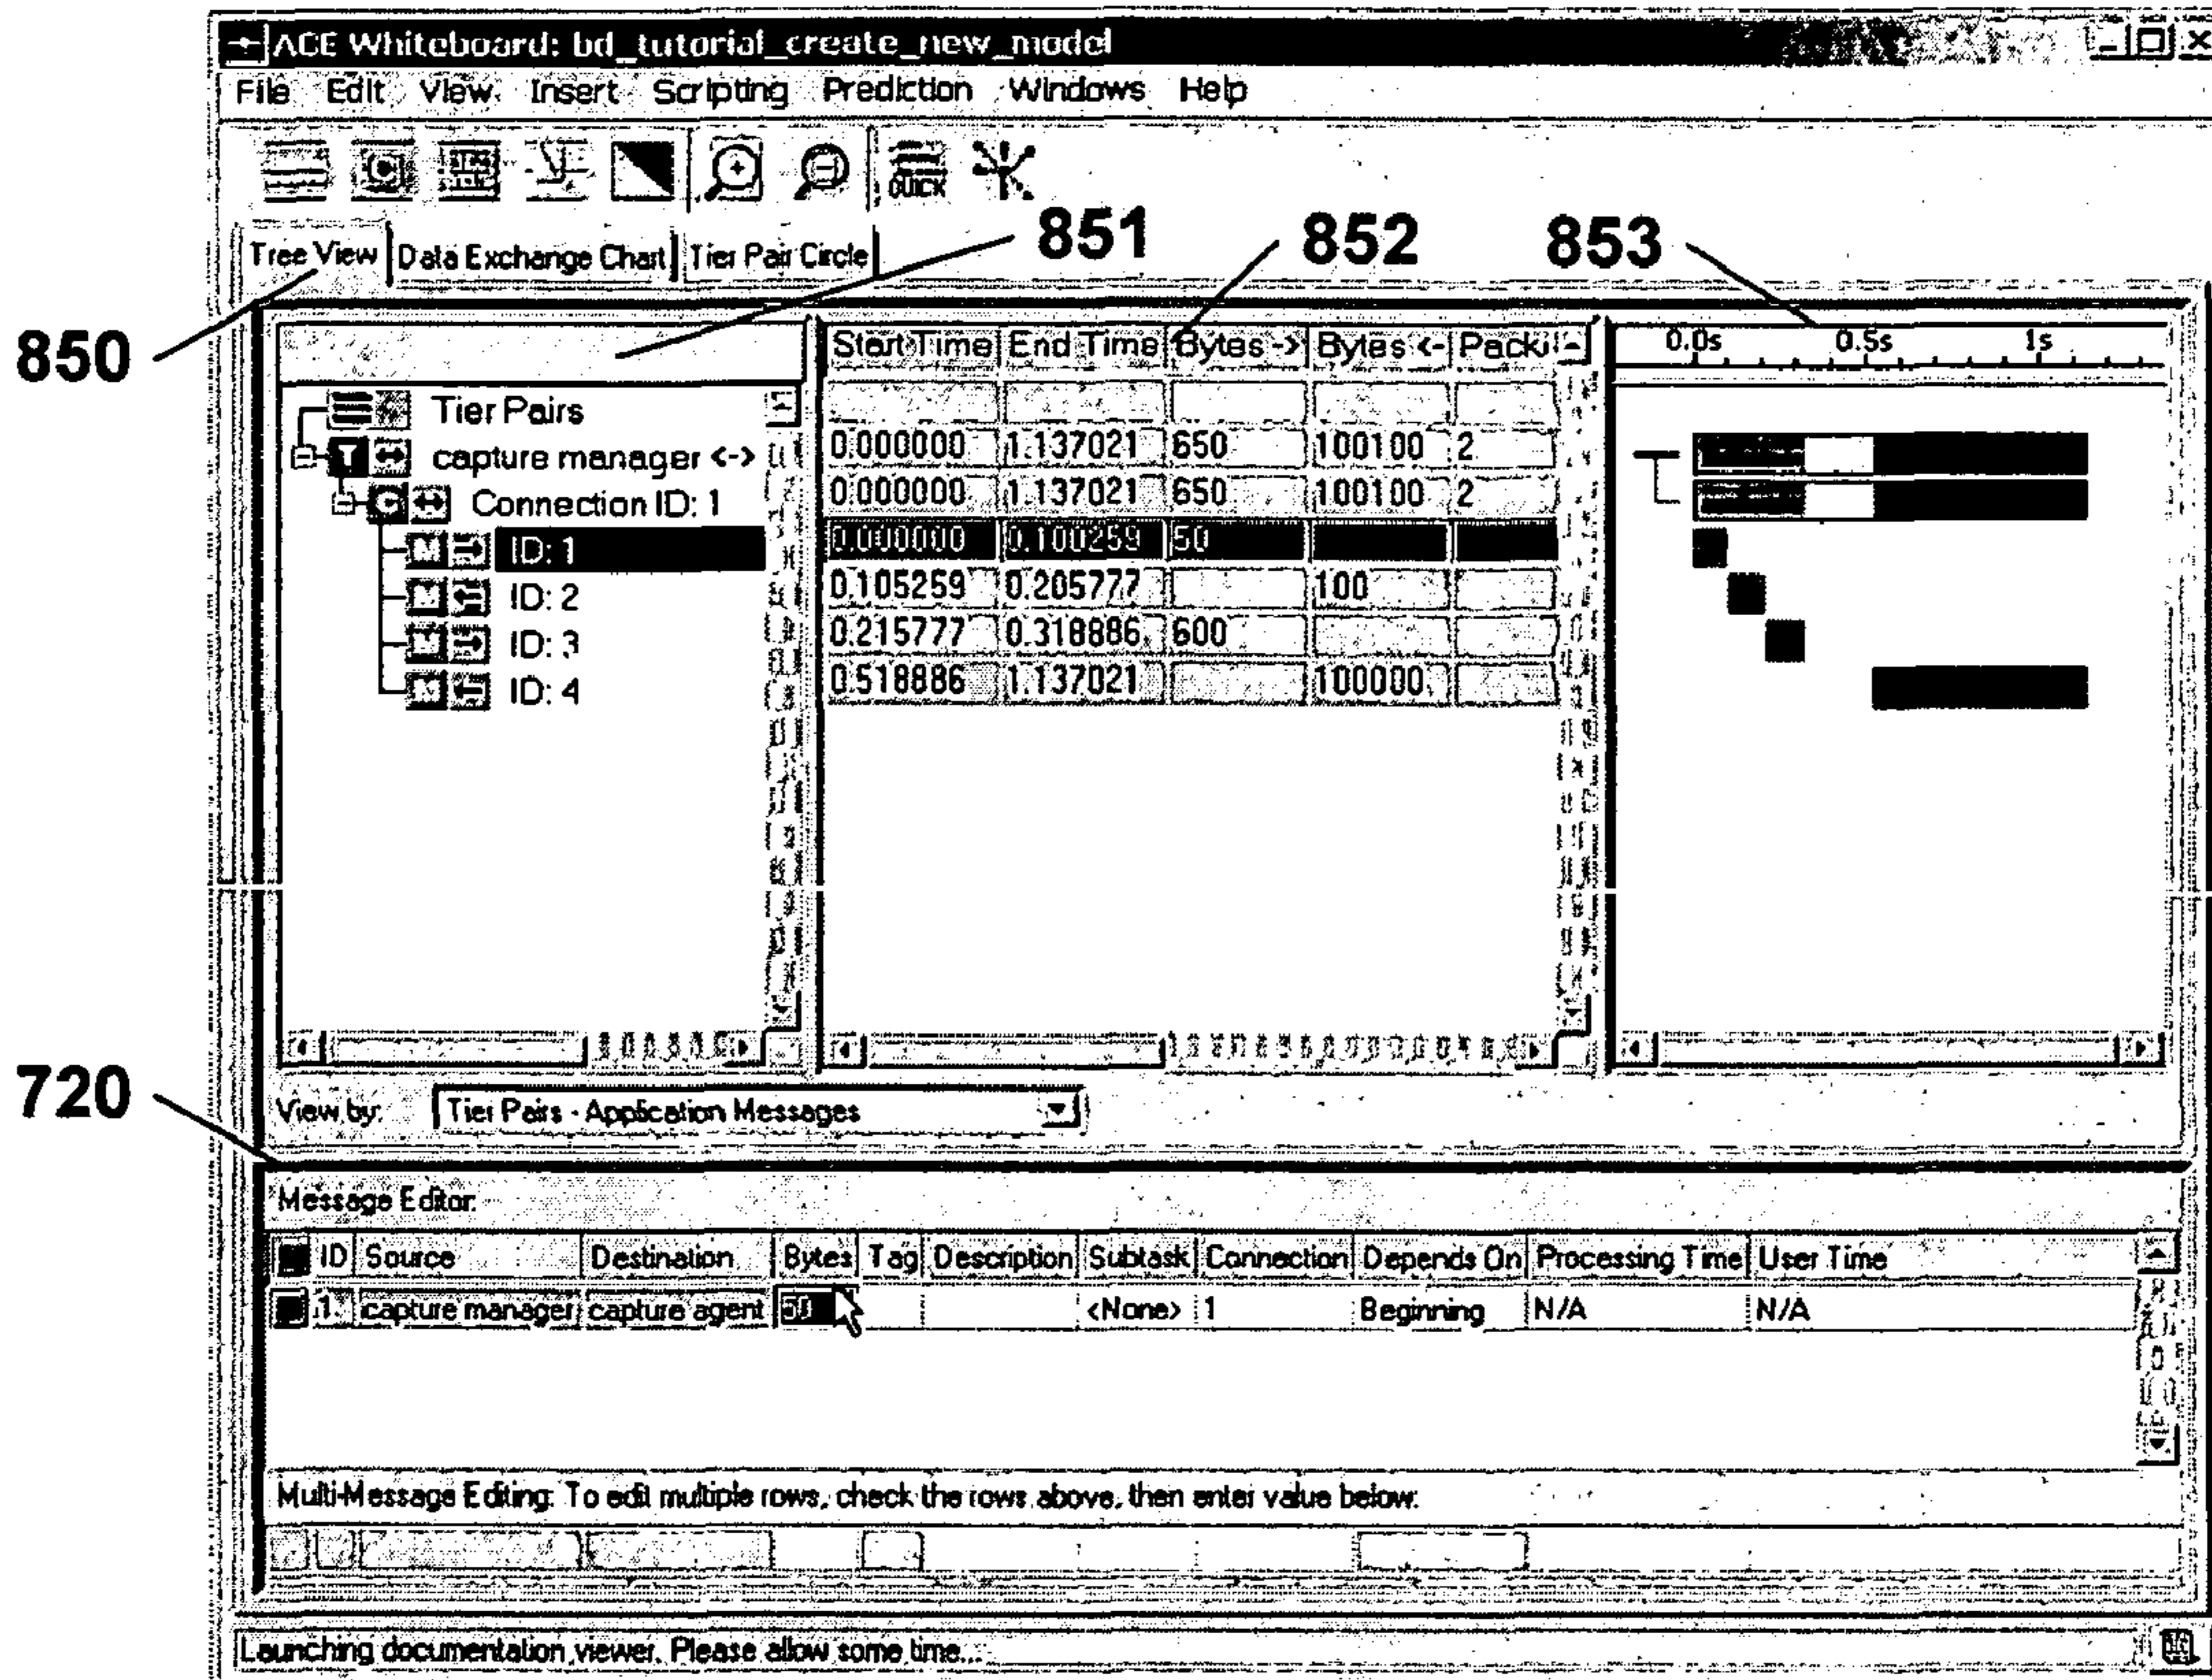 ACE Whiteboard: bd_tutorial_create_new_model
File Edit View Insert Scripting Prediction Windows Help
QUICK
851 852 853
Tree View Data Exchange Chart Tier Pair Circle
850
Start Time End Time Bytes -> Bytes <- Packi
0.0s 0.5s 1s
Tier Pairs
capture manager <-> 0.000000 1.137021 650 100100 2
Connection ID: 1 0.000000 1.137021 650 100100 2
ID: 1 0.000000 0.100259 50
ID: 2 0.105259 0.205777 100
ID: 3 0.215777 0.318886 600
ID: 4 0.518886 1.137021 100000
720
View by: Tier Pairs - Application Messages
Message Editor:
ID Source Destination Bytes Tag Description Subtask Connection Depends On Processing Time User Time
1 capture manager capture agent 50 <None> 1 Beginning N/A N/A
Multi-Message Editing: To edit multiple rows, check the rows above, then enter value below:
Launching documentation viewer. Please allow some time...